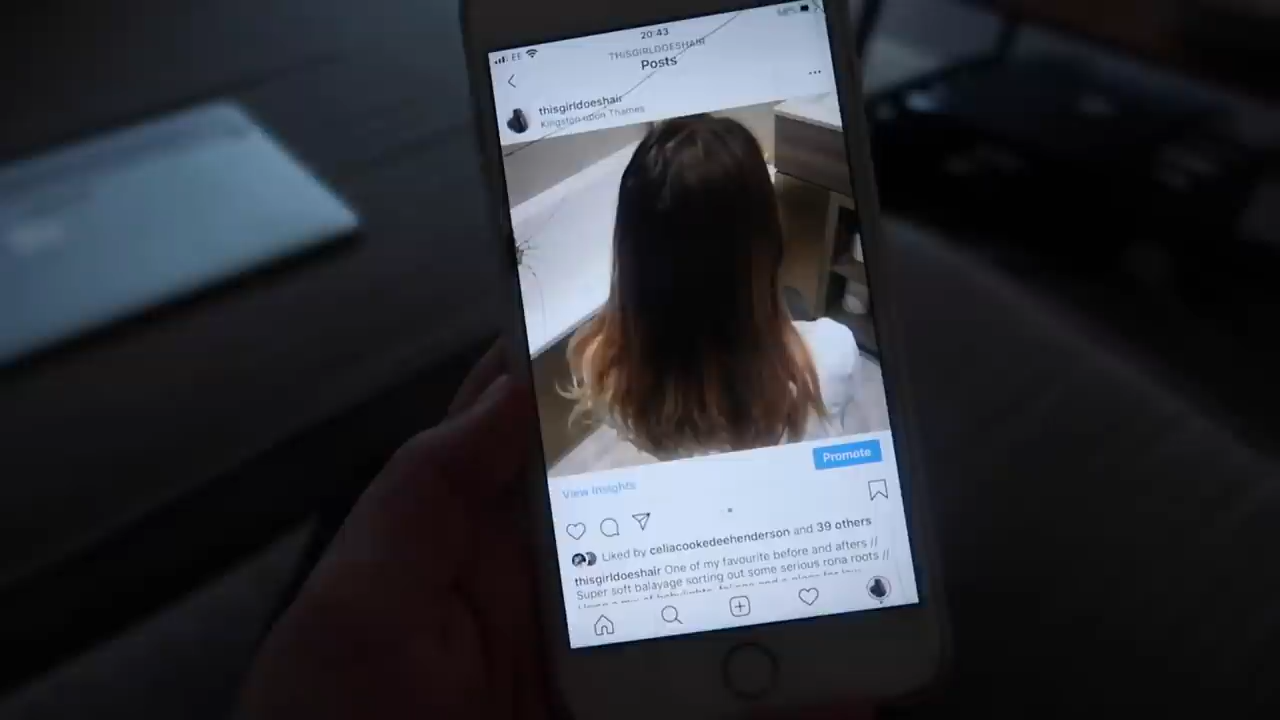 EE 20:43
THISGIRLDOESHAIR
Posts
thisgirldoeshair
Kingston upon Thames
Promote
View Insights
Liked by celiacookedeehenderson and 39 others
thisgirldoeshair One of my favourite before and afters //
Super soft balayage sorting out some serious rona roots //